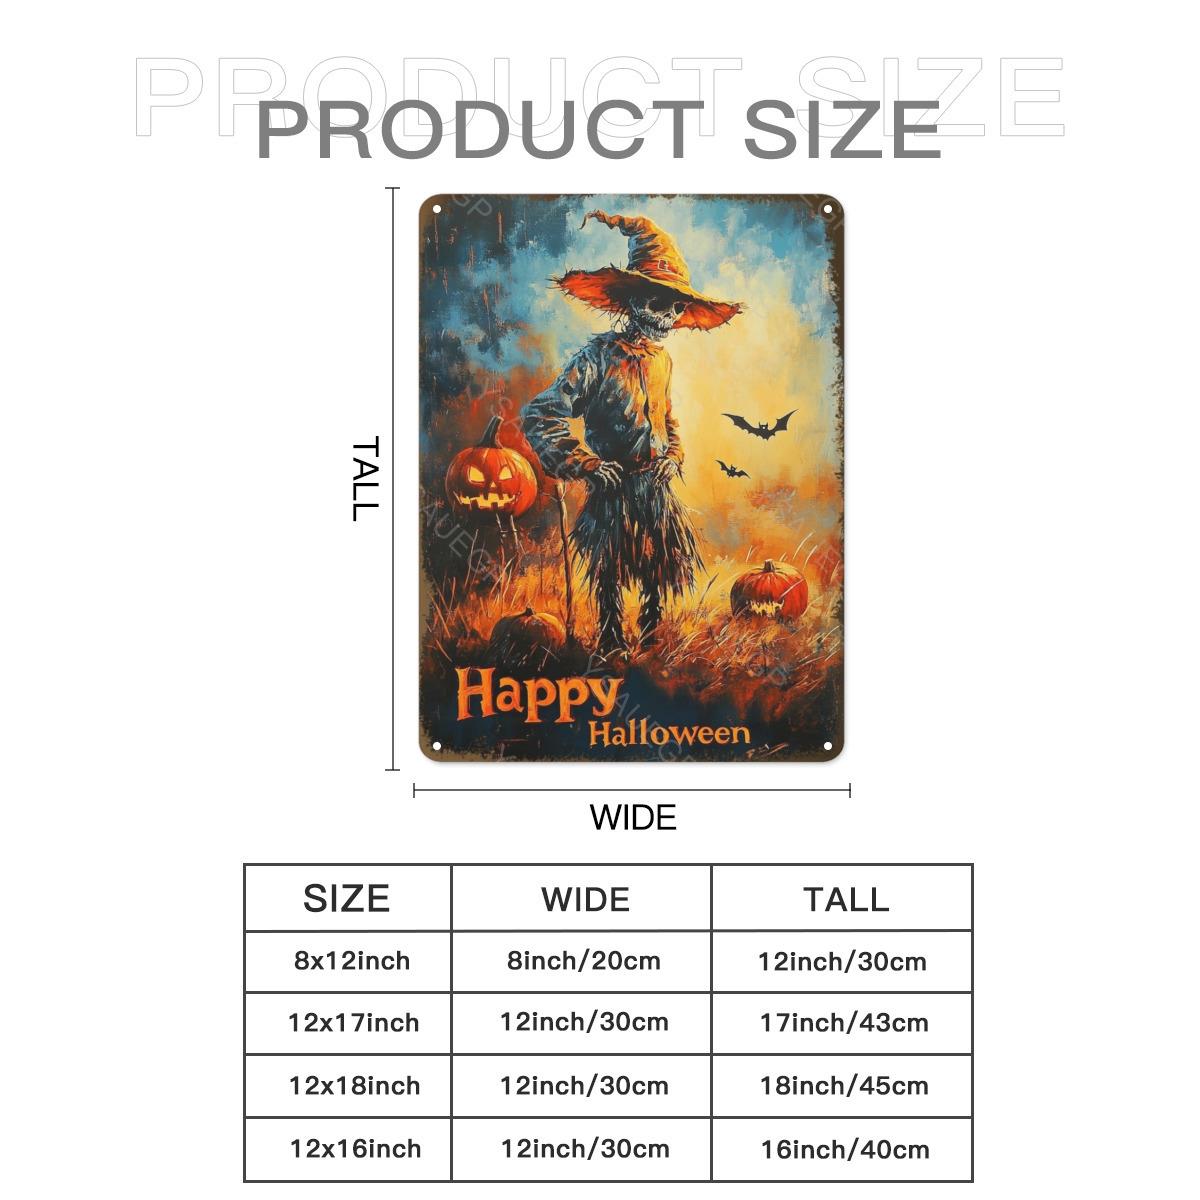 PRODUCT SIZE
PRODUCT SIZE
TALL
Happy
Halloween
WIDE
SIZE WIDE TALL
8x12inch 8inch/20cm 12inch/30cm
12x17inch 12inch/30cm 17inch/43cm
12x18inch 12inch/30cm 18inch/45cm
12x16inch 12inch/30cm 16inch/40cm